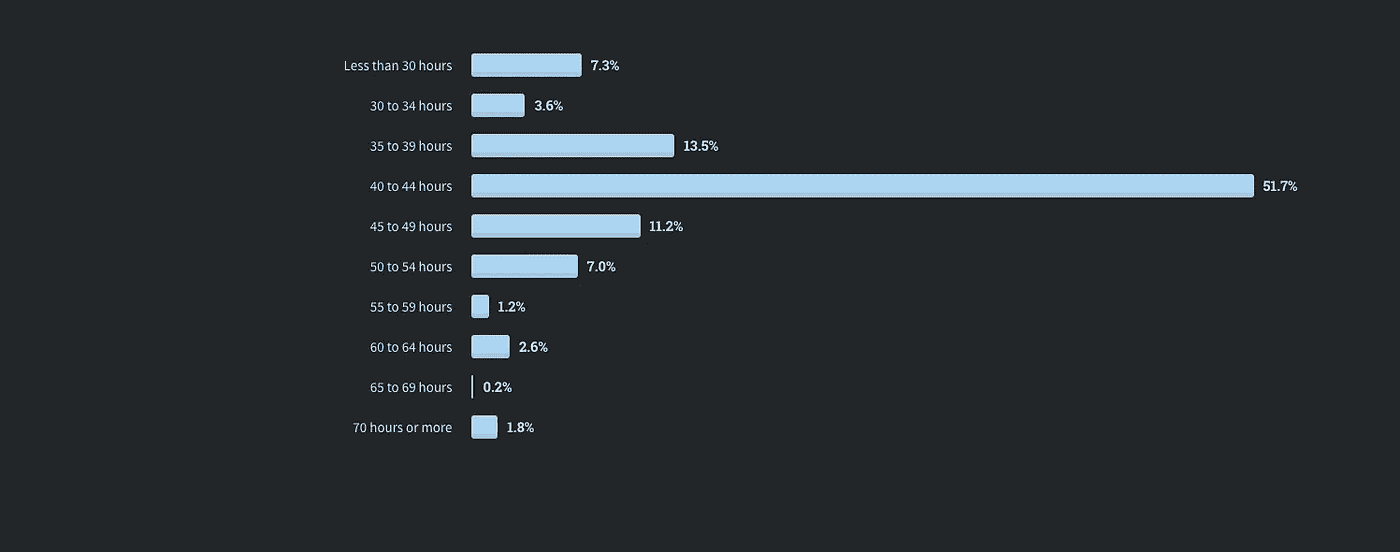 Less than 30 hours 7.3%
30 to 34 hours 3.6%
35 to 39 hours 13.5%
40 to 44 hours 51.7%
45 to 49 hours 11.2%
50 to 54 hours 7.0%
55 to 59 hours 1.2%
60 to 64 hours 2.6%
65 to 69 hours 0.2%
70 hours or more 1.8%